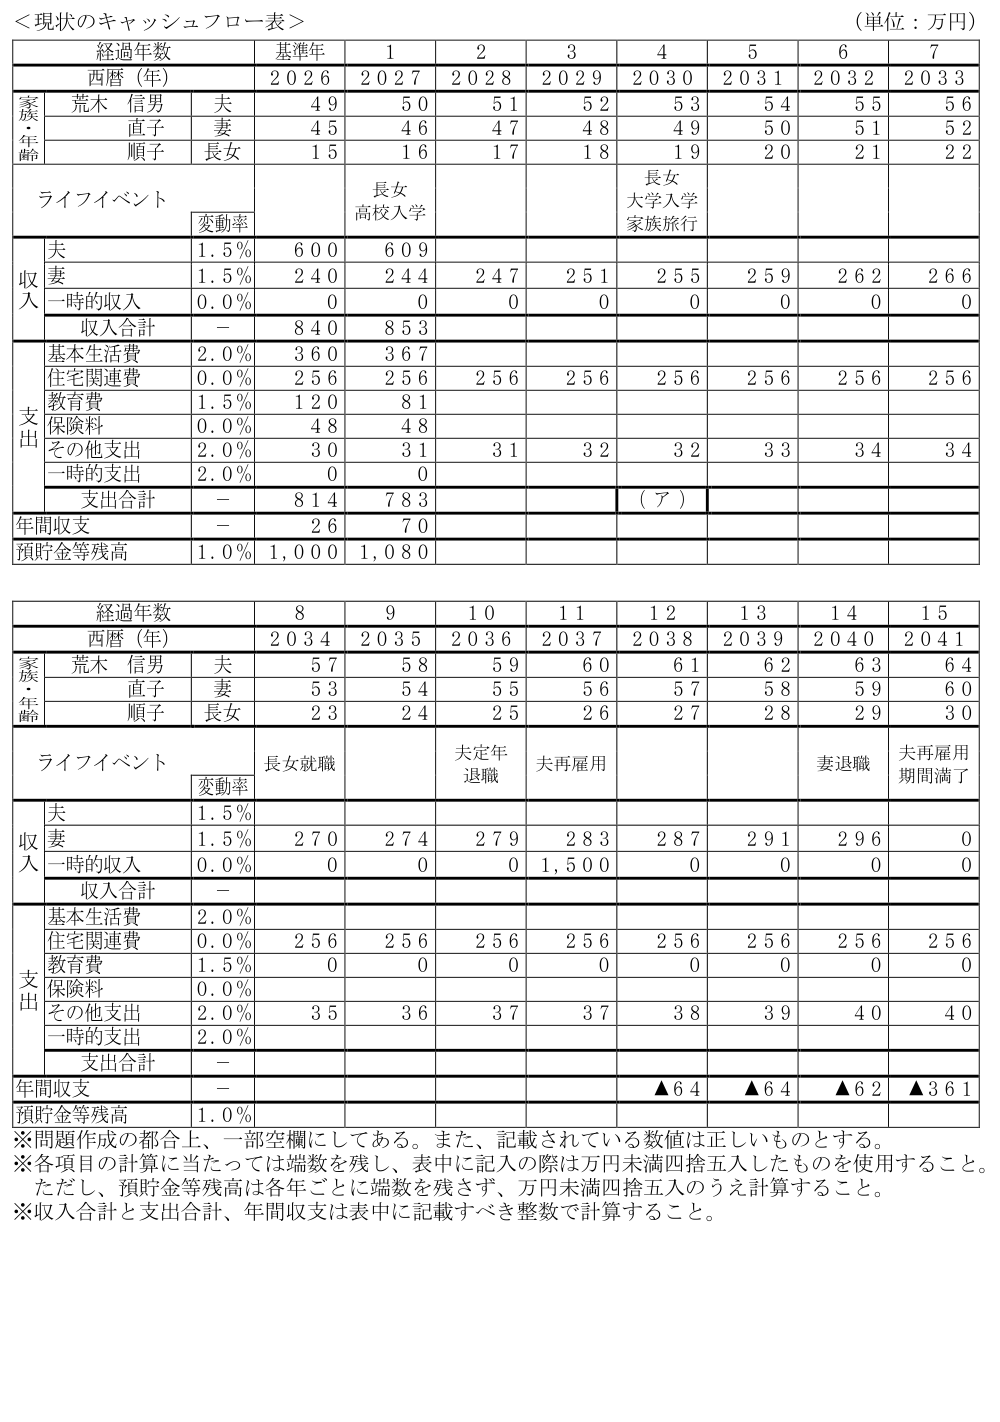 ＜現状のキャッシュフロー表＞ （単位：万円）
経過年数 基準年 1 2 3 4 5 6 7
西暦（年） 2026 2027 2028 2029 2030 2031 2032 2033
家族・年齢 荒木 信男 夫 49 50 51 52 53 54 55 56
直子 妻 45 46 47 48 49 50 51 52
順子 長女 15 16 17 18 19 20 21 22
ライフイベント 変動率 長女 高校入学 長女 大学入学 家族旅行
収入 夫 1.5% 600 609
妻 1.5% 240 244 247 251 255 259 262 266
一時的収入 0.0% 0 0 0 0 0 0 0 0
収入合計 － 840 853
支出 基本生活費 2.0% 360 367
住宅関連費 0.0% 256 256 256 256 256 256 256 256
教育費 1.5% 120 81
保険料 0.0% 48 48
その他支出 2.0% 30 31 31 32 32 33 34 34
一時的支出 2.0% 0 0
支出合計 － 814 783 （ア）
年間収支 － 26 70
預貯金等残高 1.0% 1,000 1,080
経過年数 8 9 10 11 12 13 14 15
西暦（年） 2034 2035 2036 2037 2038 2039 2040 2041
家族・年齢 荒木 信男 夫 57 58 59 60 61 62 63 64
直子 妻 53 54 55 56 57 58 59 60
順子 長女 23 24 25 26 27 28 29 30
ライフイベント 変動率 長女就職 夫定年 退職 夫再雇用 妻退職 夫再雇用 期間満了
収入 夫 1.5%
妻 1.5% 270 274 279 283 287 291 296 0
一時的収入 0.0% 0 0 0 1,500 0 0 0 0
収入合計 －
支出 基本生活費 2.0%
住宅関連費 0.0% 256 256 256 256 256 256 256 256
教育費 1.5% 0 0 0 0 0 0 0 0
保険料 0.0%
その他支出 2.0% 35 36 37 37 38 39 40 40
一時的支出 2.0%
支出合計 －
年間収支 － ▲64 ▲64 ▲62 ▲361
預貯金等残高 1.0%
※問題作成の都合上、一部空欄にしてある。また、記載されている数値は正しいものとする。
※各項目の計算に当たっては端数を残し、表中に記入の際は万円未満四捨五入したものを使用すること。
ただし、預貯金等残高は各年ごとに端数を残さず、万円未満四捨五入のうえ計算すること。
※収入合計と支出合計、年間収支は表中に記載すべき整数で計算すること。